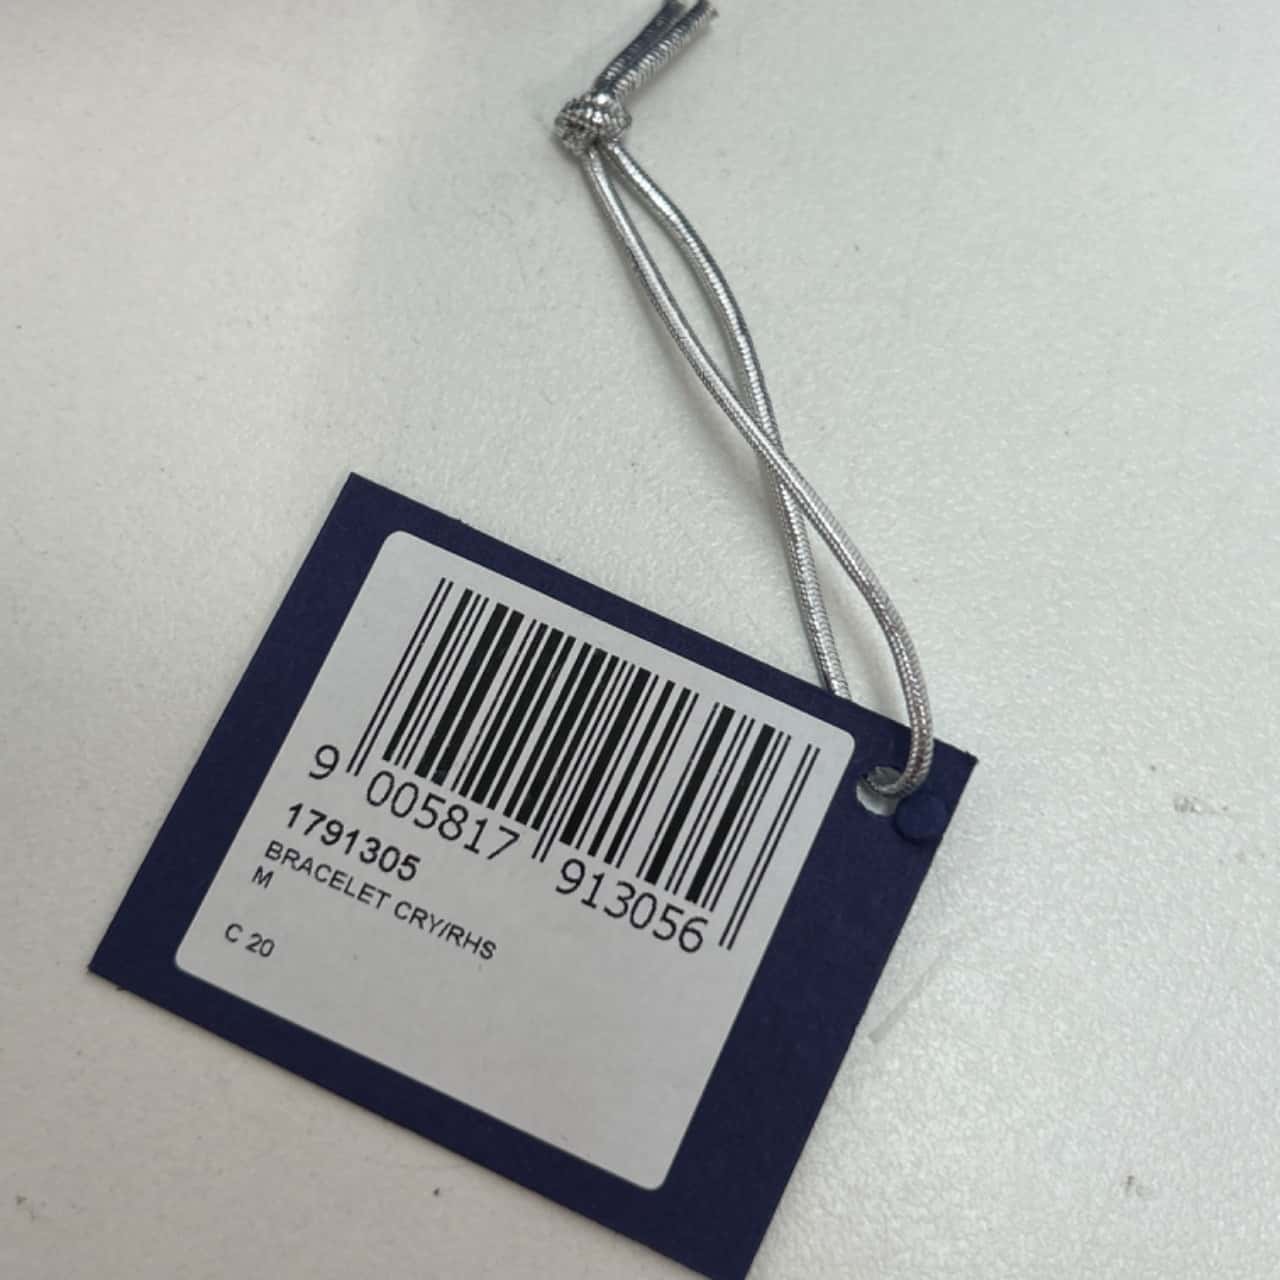 9 005817 913056
1791305
BRACELET CRY/RHS
M
C 20